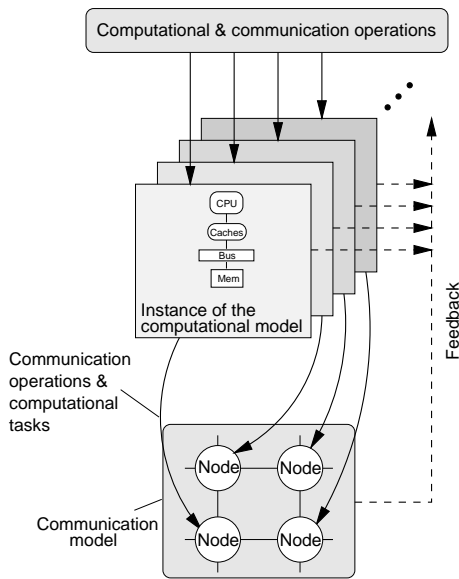 Computational & communication operations
CPU
Caches
Bus
Mem
Instance of the
computational model
Feedback
Communication
operations &
computational
tasks
Node
Node
Communication
model
Node
Node